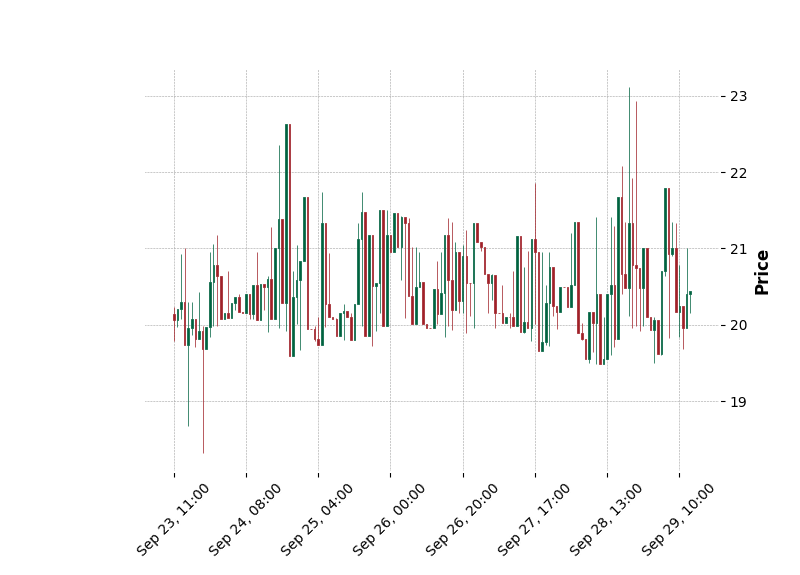 23
22
21
20
19
Price
Sep 23, 11:00
Sep 24, 08:00
Sep 25, 04:00
Sep 26, 00:00
Sep 26, 20:00
Sep 27, 17:00
Sep 28, 13:00
Sep 29, 10:00